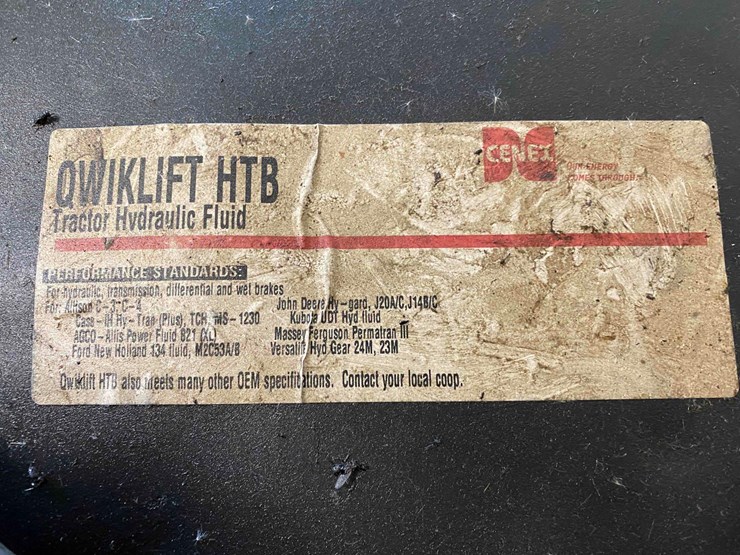 QWIKLIFT HTB
Tractor Hydraulic Fluid
CENEX
OUR ENERGY
COMES THROUGH.
PERFORMANCE STANDARDS:
For hydraulic, transmission, differential and wet brakes
For: Allison C-3, C-4
Case-IH Hy-Tran (Plus), TCH, MS-1230
AGCO-Allis Power Fluid 821 (XL)
Ford New Holland 134 fluid, M2C53A/B
John Deere Hy-gard, J20A/C, J14B/C
Kubota UDT Hyd fluid
Massey Ferguson Permatran III
Versatile Hyd Gear 24M, 23M
Qwiklift HTB also meets many other OEM specifitations. Contact your local coop.